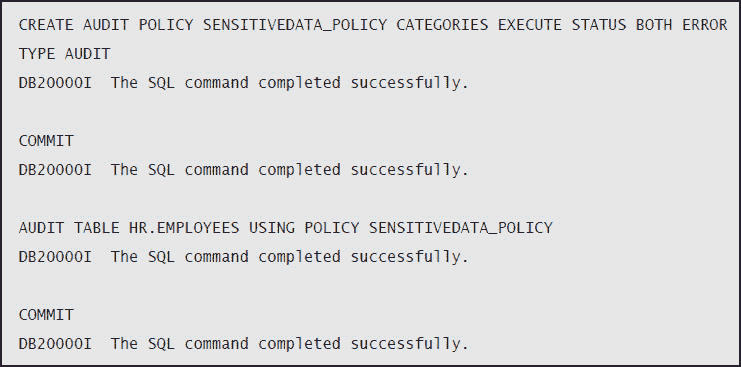 CREATE AUDIT POLICY SENSITIVEDATA_POLICY CATEGORIES EXECUTE STATUS BOTH ERROR
TYPE AUDIT
DB20000I  The SQL command completed successfully.
COMMIT
DB20000I  The SQL command completed successfully.
AUDIT TABLE HR.EMPLOYEES USING POLICY SENSITIVEDATA_POLICY
DB20000I  The SQL command completed successfully.
COMMIT
DB20000I  The SQL command completed successfully.